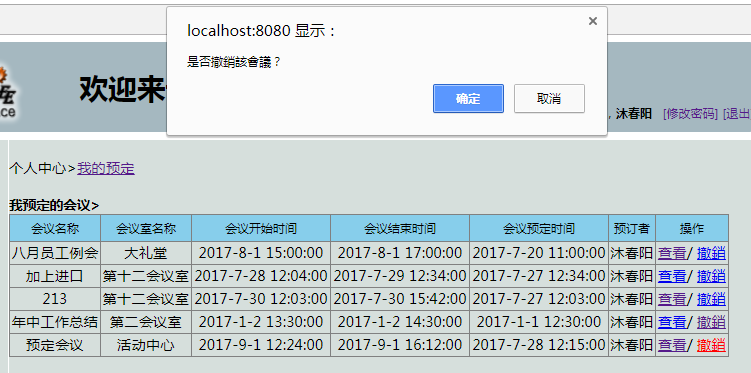 localhost:8080 显示：
是否撤銷該會議？
确定 取消
欢迎来
, 沐春阳 [修改密码] [退出
个人中心>我的预定
我预定的会议>
会议名称 会议室名称 会议开始时间 会议结束时间 会议预定时间 预订者 操作
八月员工例会 大礼堂 2017-8-1 15:00:00 2017-8-1 17:00:00 2017-7-20 11:00:00 沐春阳 查看/ 撤銷
加上进口 第十二会议室 2017-7-28 12:04:00 2017-7-29 12:34:00 2017-7-27 12:34:00 沐春阳 查看/ 撤銷
213 第十二会议室 2017-7-30 12:03:00 2017-7-30 15:42:00 2017-7-27 12:03:00 沐春阳 查看/ 撤銷
年中工作总结 第二会议室 2017-1-2 13:30:00 2017-1-2 14:30:00 2017-1-1 12:30:00 沐春阳 查看/ 撤銷
预定会议 活动中心 2017-9-1 12:24:00 2017-9-1 16:12:00 2017-7-28 12:15:00 沐春阳 查看/ 撤銷